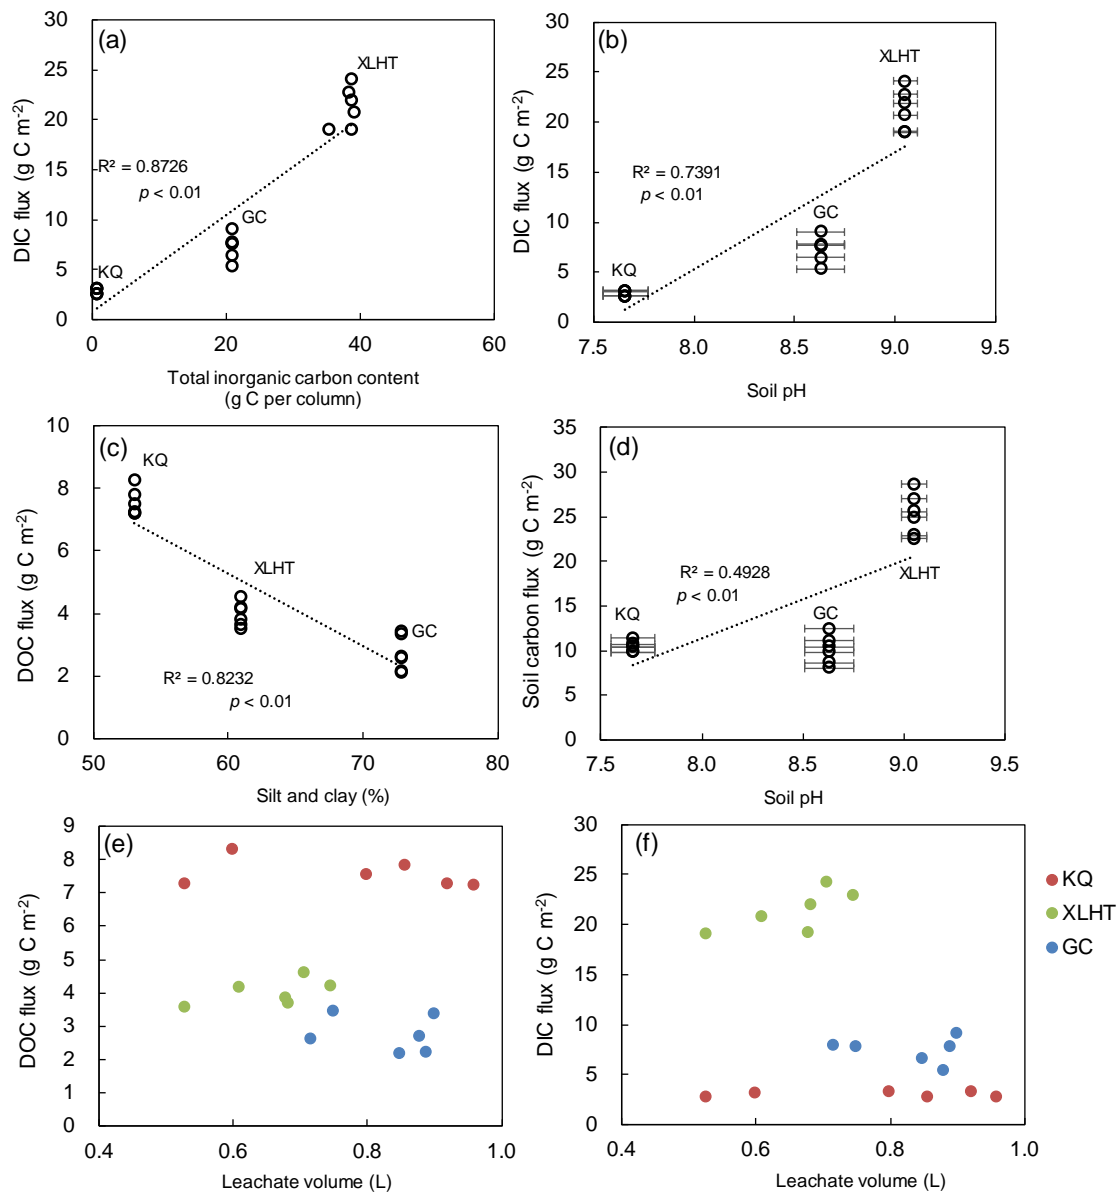 (a)
DIC flux (g C m-2)
30
25
20
15
10
5
0
XLHT
R² = 0.8726
p < 0.01
GC
KQ
0 20 40 60
Total inorganic carbon content
(g C per column)
(b)
DIC flux (g C m-2)
30
25
20
15
10
5
0
XLHT
R² = 0.7391
p < 0.01
GC
KQ
7.5 8.0 8.5 9.0 9.5
Soil pH
(c)
DOC flux (g C m-2)
10
8
6
4
2
0
KQ
XLHT
GC
R² = 0.8232
p < 0.01
50 60 70 80
Silt and clay (%)
(d)
Soil carbon flux (g C m-2)
35
30
25
20
15
10
5
0
R² = 0.4928
p < 0.01
XLHT
KQ
GC
7.5 8.0 8.5 9.0 9.5
Soil pH
(e)
DOC flux (g C m-2)
9
8
7
6
5
4
3
2
1
0
0.4 0.6 0.8 1.0
Leachate volume (L)
(f)
DIC flux (g C m-2)
30
25
20
15
10
5
0
0.4 0.6 0.8 1.0
Leachate volume (L)
KQ
XLHT
GC